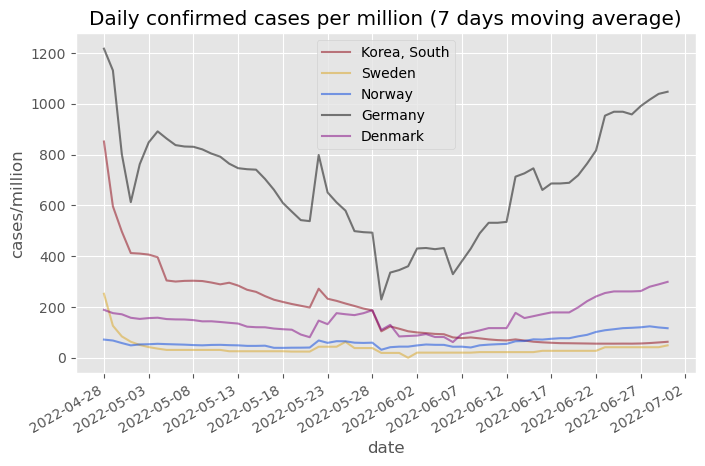 Daily confirmed cases per million (7 days moving average)
1200
1000
800
600
400
200
0
cases/million
Korea, South
Sweden
Norway
Germany
Denmark
2022-04-28
2022-05-03
2022-05-08
2022-05-13
2022-05-18
2022-05-23
2022-05-28
2022-06-02
2022-06-07
2022-06-12
2022-06-17
2022-06-22
2022-06-27
2022-07-02
date